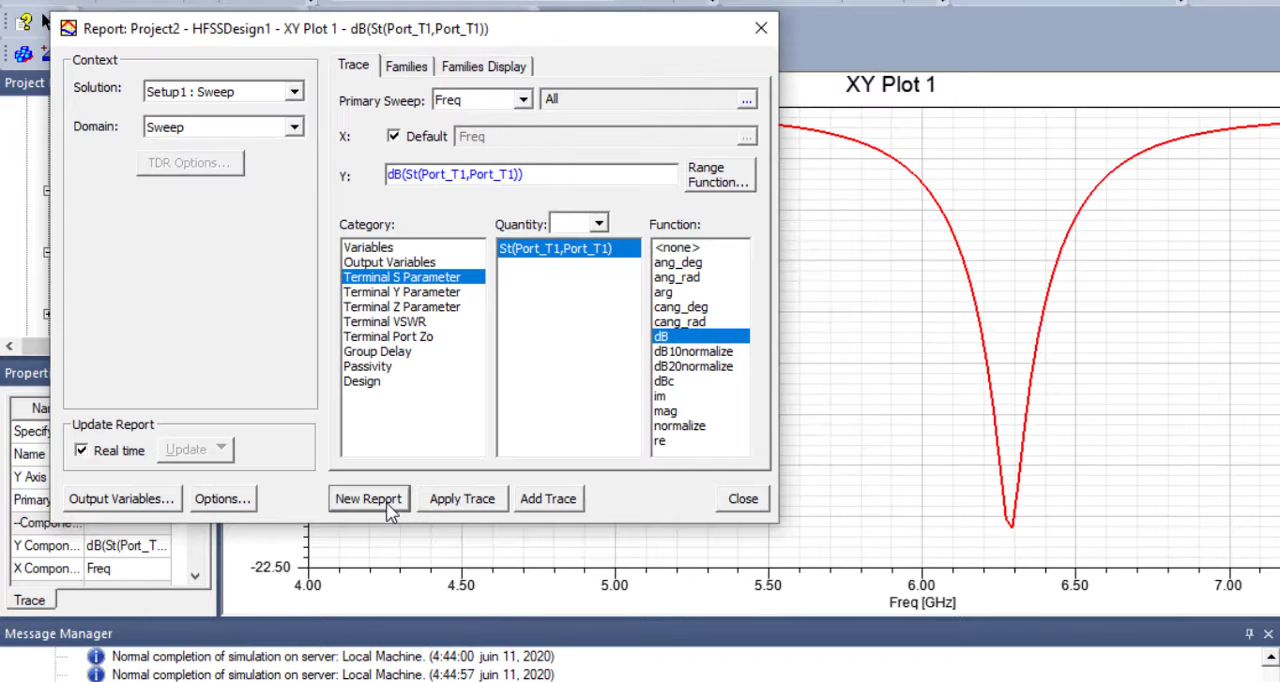 Report: Project2 - HFSSDesign1 - XY Plot 1 - dB(St(Port_T1,Port_T1))
Context
Solution: Setup1 : Sweep
Domain: Sweep
TDR Options...
Update Report
Real time Update
Output Variables... Options...
Trace Families Families Display
Primary Sweep: Freq All ...
X: Default Freq ...
Y: dB(St(Port_T1,Port_T1))
Range
Function...
Category: Quantity: Function:
Variables
Output Variables
Terminal S Parameter
Terminal Y Parameter
Terminal Z Parameter
Terminal VSWR
Terminal Port Zo
Group Delay
Passivity
Design
St(Port_T1,Port_T1)
<none>
ang_deg
ang_rad
arg
cang_deg
cang_rad
dB
dB10normalize
dB20normalize
dBc
im
mag
normalize
re
New Report Apply Trace Add Trace Close
XY Plot 1
-22.50
4.00 4.50 5.00 5.50 6.00 6.50 7.00
Freq [GHz]
Project
Propert
Nar
Specify
Name
Y Axis
Primary
--Compone...
Y Compon... dB(St(Port_T...
X Compon... Freq
Trace
Message Manager
Normal completion of simulation on server: Local Machine. (4:44:00 juin 11, 2020)
Normal completion of simulation on server: Local Machine. (4:44:57 juin 11, 2020)